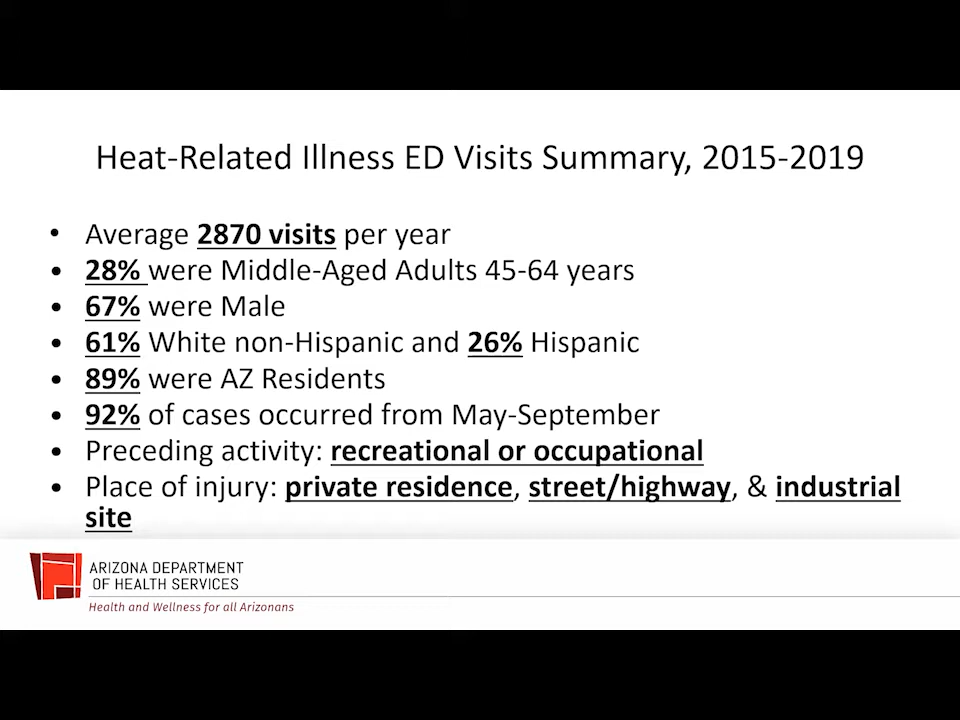 Heat-Related Illness ED Visits Summary, 2015-2019
• Average 2870 visits per year
• 28% were Middle-Aged Adults 45-64 years
• 67% were Male
• 61% White non-Hispanic and 26% Hispanic
• 89% were AZ Residents
• 92% of cases occurred from May-September
• Preceding activity: recreational or occupational
• Place of injury: private residence, street/highway, & industrial
site
ARIZONA DEPARTMENT
OF HEALTH SERVICES
Health and Wellness for all Arizonans